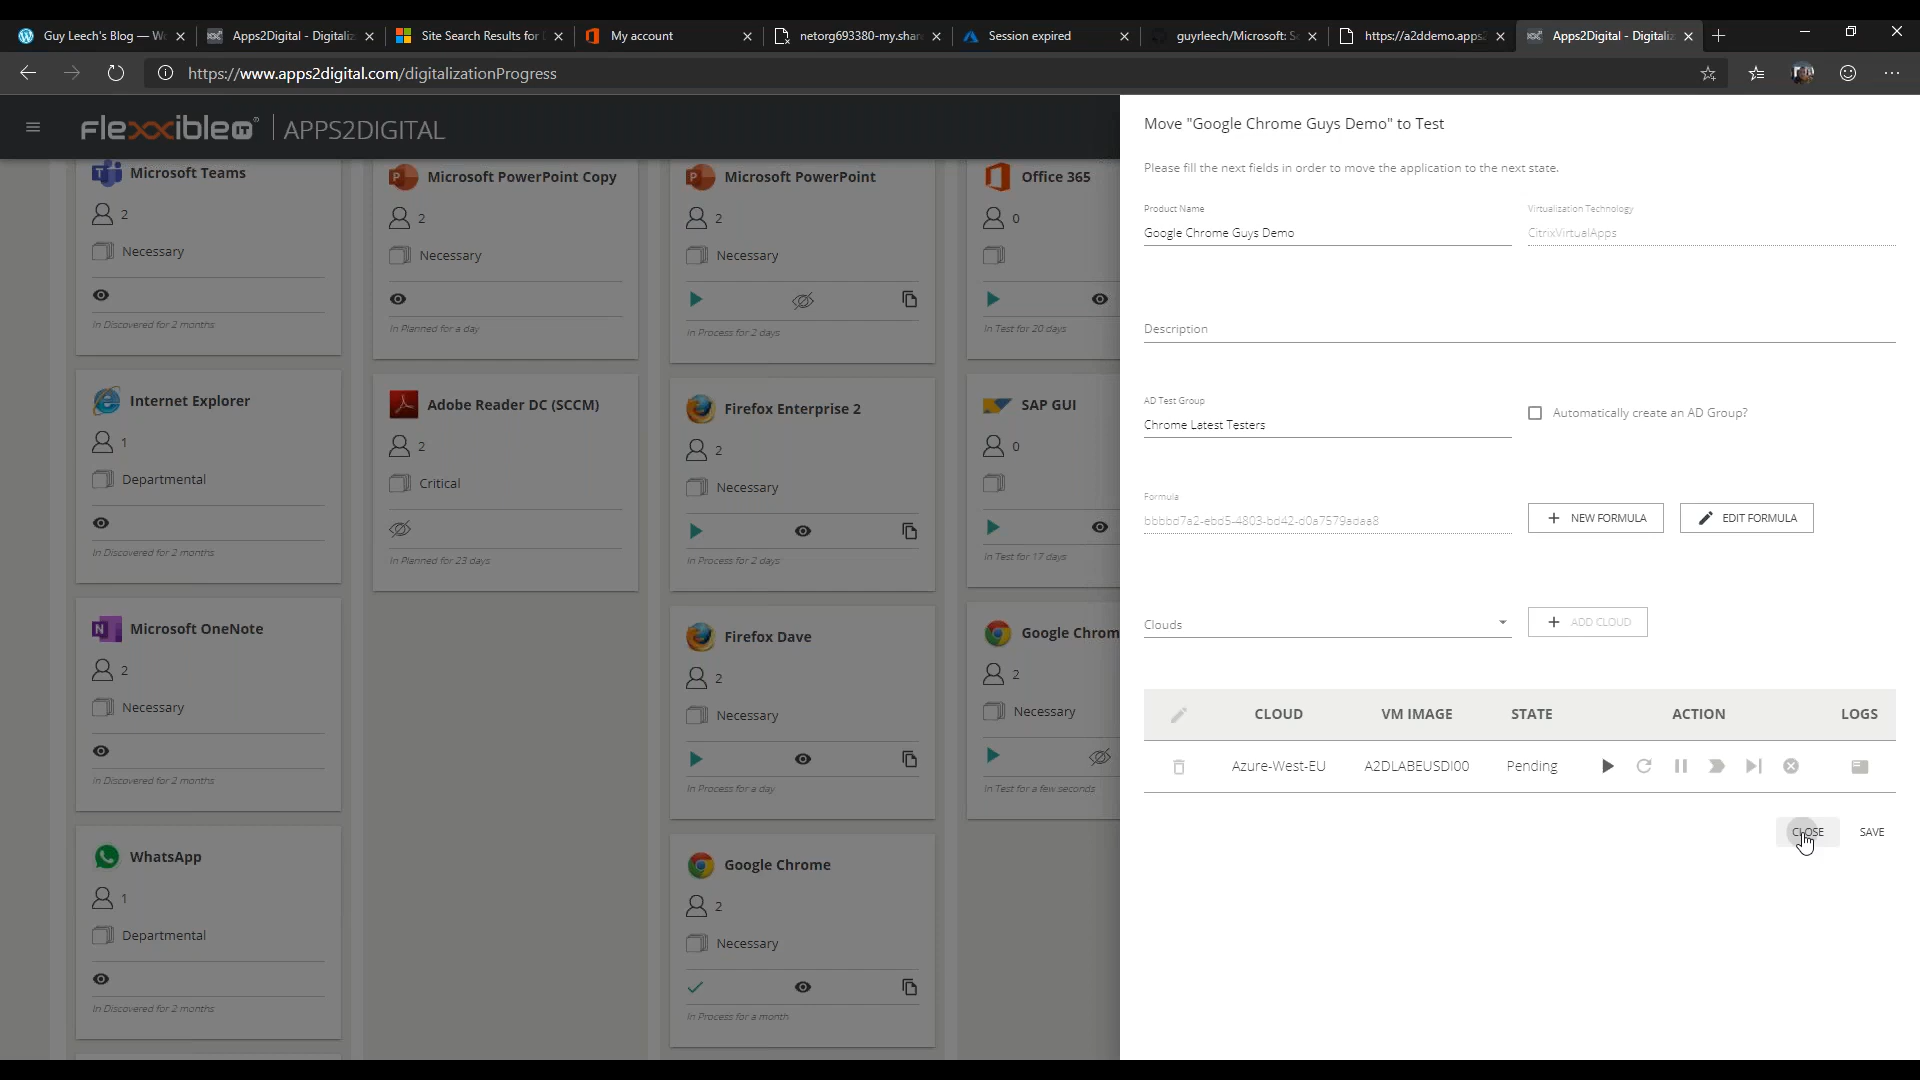 Guy Leech's Blog — W
Apps2Digital - Digitaliz
Site Search Results for
My account
netorg693380-my.shar
Session expired
guyrleech/Microsoft: S
https://a2ddemo.apps
Apps2Digital - Digitaliz
https://www.apps2digital.com/digitalizationProgress
flexxible IT® | APPS2DIGITAL
Microsoft Teams
2
Necessary
In Discovered for 2 months
Internet Explorer
1
Departmental
In Discovered for 2 months
Microsoft OneNote
2
Necessary
In Discovered for 2 months
WhatsApp
1
Departmental
In Discovered for 2 months
Microsoft PowerPoint Copy
2
Necessary
In Planned for a day
Adobe Reader DC (SCCM)
2
Critical
In Planned for 23 days
Microsoft PowerPoint
2
Necessary
In Process for 2 days
Firefox Enterprise 2
2
Necessary
In Process for 2 days
Firefox Dave
2
Necessary
In Process for a day
Google Chrome
2
Necessary
In Process for a month
Office 365
0
In Test for 20 days
SAP GUI
0
In Test for 17 days
Google Chrom
2
Necessary
In Test for a few seconds
Move "Google Chrome Guys Demo" to Test
Please fill the next fields in order to move the application to the next state.
Product Name
Google Chrome Guys Demo
Virtualization Technology
CitrixVirtualApps
Description
AD Test Group
Chrome Latest Testers
Automatically create an AD Group?
Formula
bbbbd7a2-ebd5-4803-bd42-d0a7579adaa8
NEW FORMULA
EDIT FORMULA
Clouds
ADD CLOUD
CLOUD VM IMAGE STATE ACTION LOGS
Azure-West-EU A2DLABEUSDI00 Pending
CLOSE SAVE